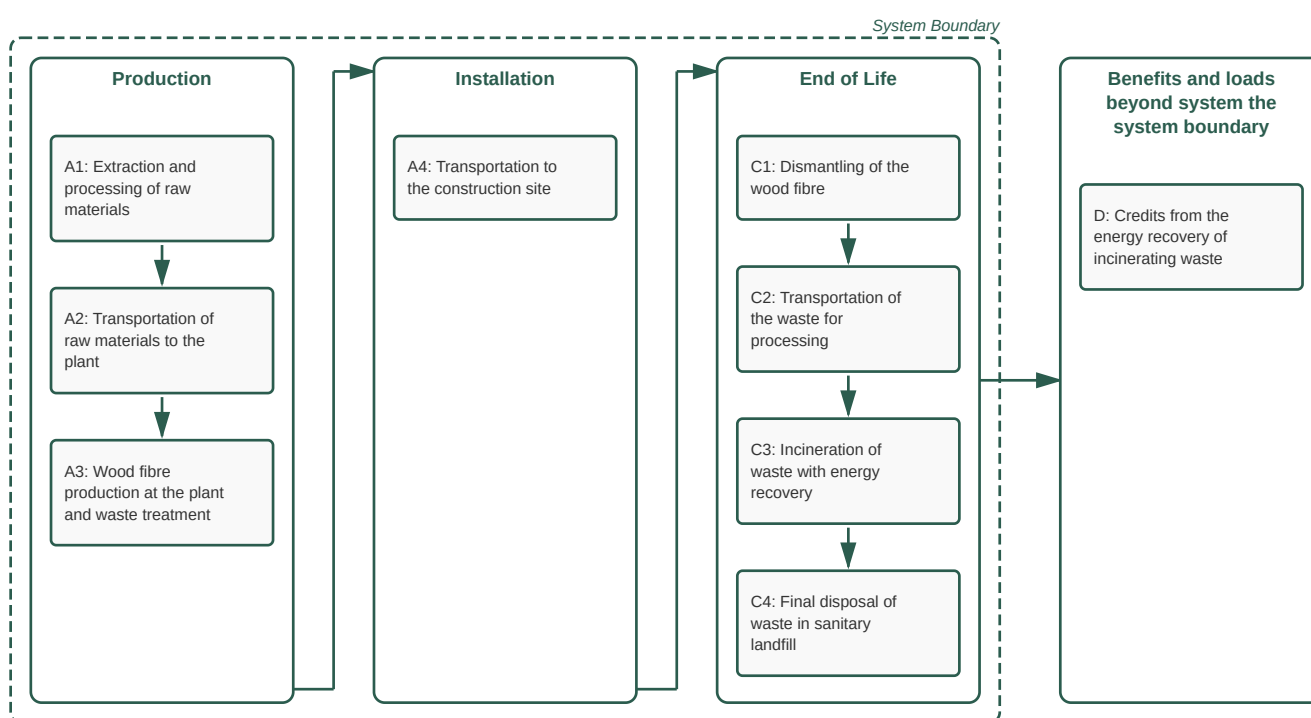 System Boundary
Production
A1: Extraction and
processing of raw
materials
A2: Transportation of
raw materials to the
plant
A3: Wood fibre
production at the plant
and waste treatment
Installation
A4: Transportation to
the construction site
End of Life
C1: Dismantling of the
wood fibre
C2: Transportation of
the waste for
processing
C3: Incineration of
waste with energy
recovery
C4: Final disposal of
waste in sanitary
landfill
Benefits and loads
beyond system the
system boundary
D: Credits from the
energy recovery of
incinerating waste